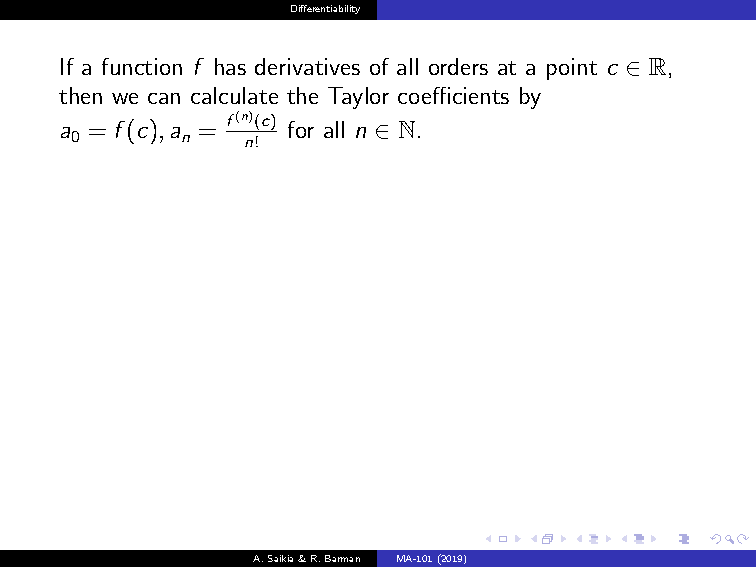 Differentiability
If a function f has derivatives of all orders at a point c ∈ ℝ,
then we can calculate the Taylor coefficients by
a₀ = f(c), aₙ = f⁽ⁿ⁾(c)/n! for all n ∈ ℕ.
A. Saikia & R. Barman MA-101 (2019)